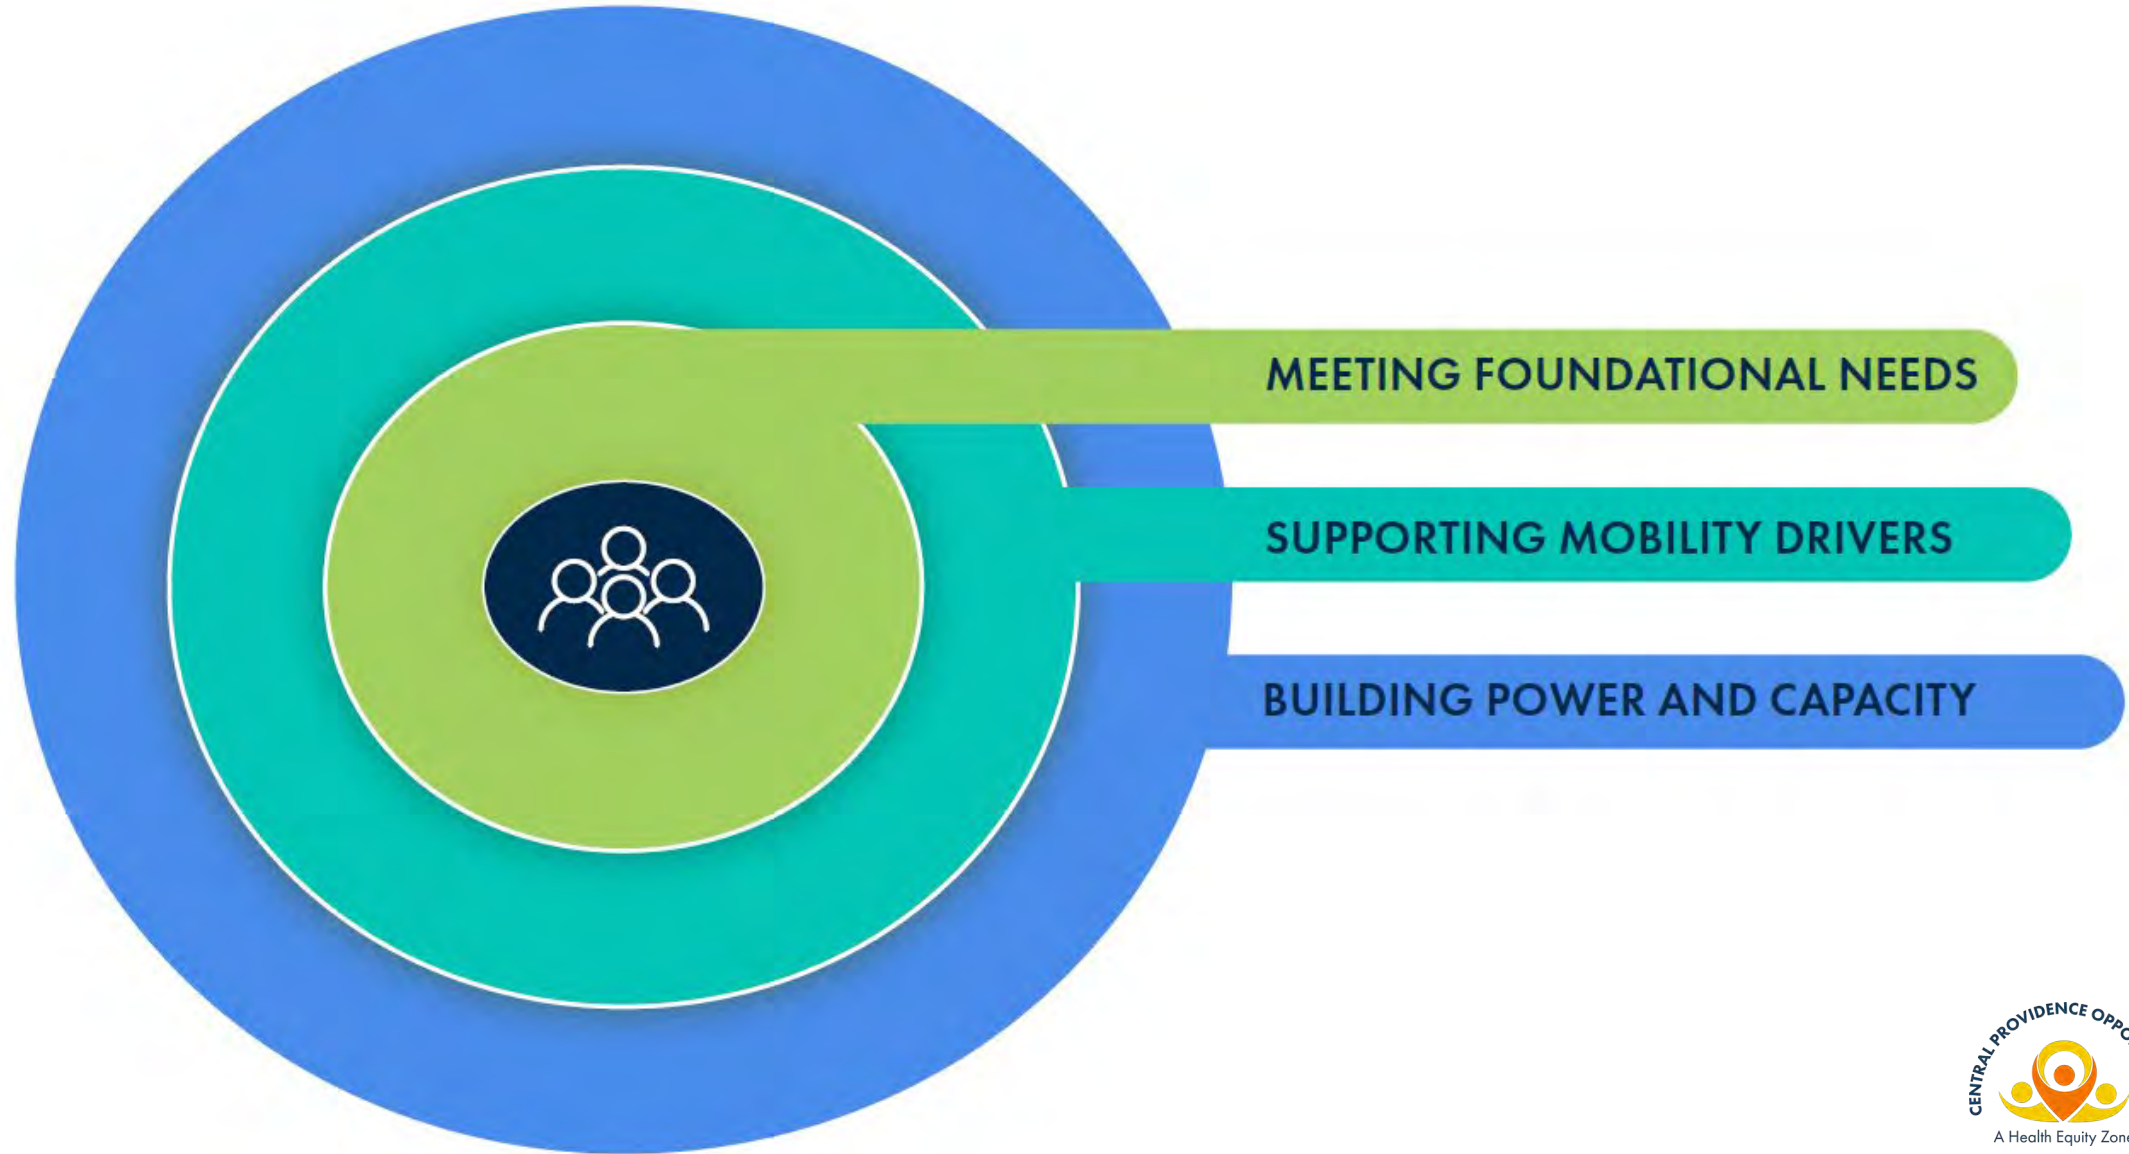 MEETING FOUNDATIONAL NEEDS
SUPPORTING MOBILITY DRIVERS
BUILDING POWER AND CAPACITY
CENTRAL PROVIDENCE
A Health Equity Zone